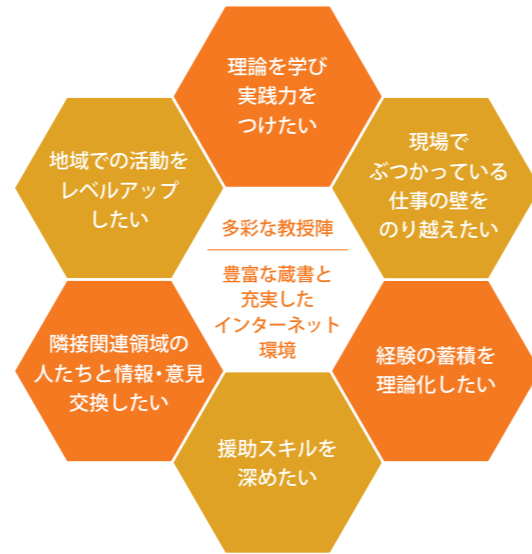 理論を学び
実践力を
つけたい
現場で
ぶつかっている
仕事の壁を
のり越えたい
経験の蓄積を
理論化したい
援助スキルを
深めたい
隣接関連領域の
人たちと情報・意見
交換したい
地域での活動を
レベルアップ
したい
多彩な教授陣
豊富な蔵書と
充実した
インターネット
環境